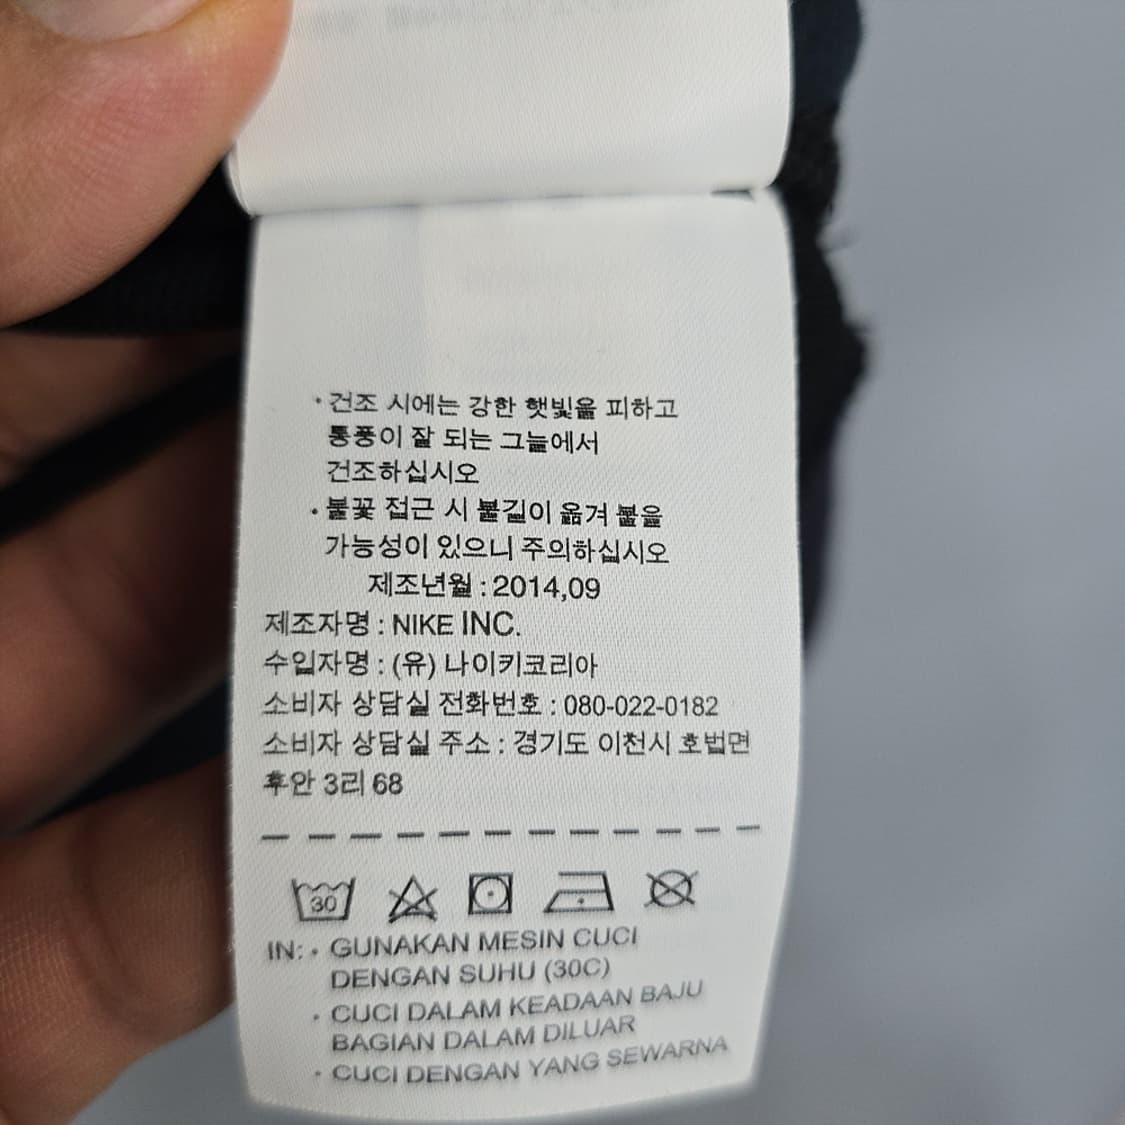 · 건조 시에는 강한 햇빛을 피하고
통풍이 잘 되는 그늘에서
건조하십시오
· 불꽃 접근 시 불길이 옮겨 붙을
가능성이 있으니 주의하십시오
제조년월 : 2014,09
제조자명 : NIKE INC.
수입자명 : (유) 나이키코리아
소비자 상담실 전화번호 : 080-022-0182
소비자 상담실 주소 : 경기도 이천시 호법면
후안 3리 68
30
IN: · GUNAKAN MESIN CUCI
DENGAN SUHU (30C)
· CUCI DALAM KEADAAN BAJU
BAGIAN DALAM DILUAR
· CUCI DENGAN YANG SEWARNA